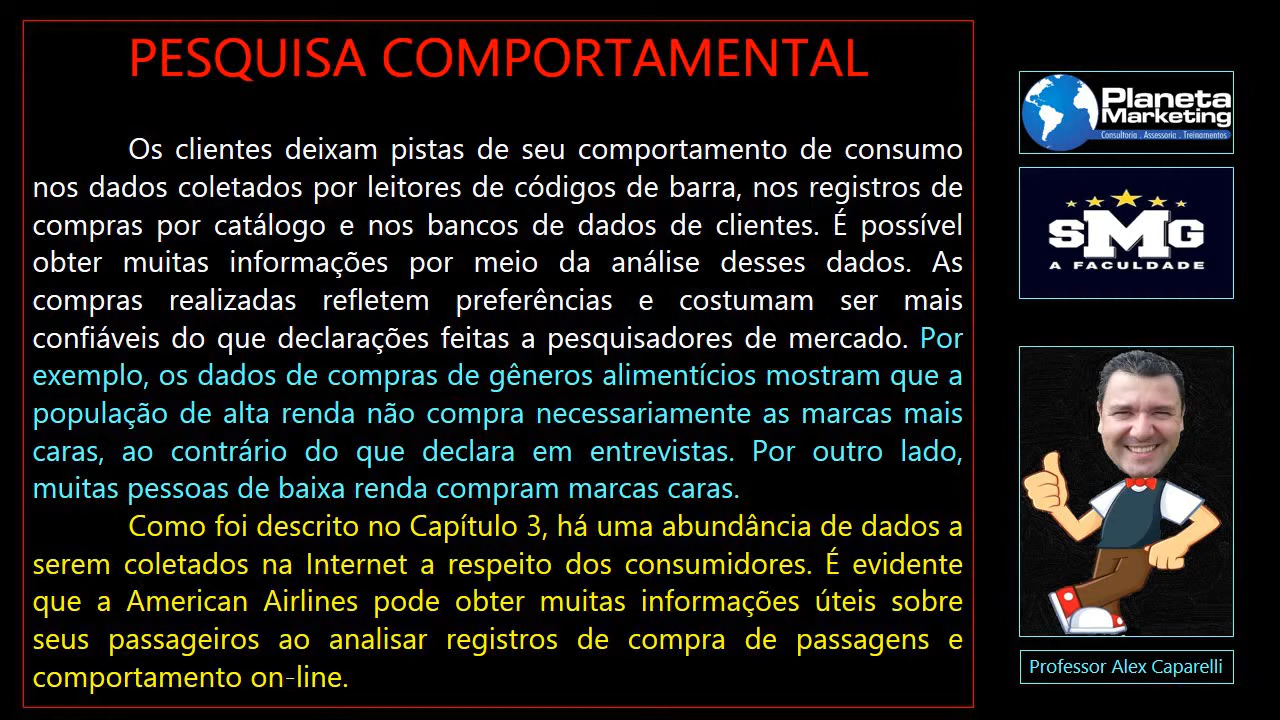 PESQUISA COMPORTAMENTAL
Os clientes deixam pistas de seu comportamento de consumo
nos dados coletados por leitores de códigos de barra, nos registros de
compras por catálogo e nos bancos de dados de clientes. É possível
obter muitas informações por meio da análise desses dados. As
compras realizadas refletem preferências e costumam ser mais
confiáveis do que declarações feitas a pesquisadores de mercado. Por
exemplo, os dados de compras de gêneros alimentícios mostram que a
população de alta renda não compra necessariamente as marcas mais
caras, ao contrário do que declara em entrevistas. Por outro lado,
muitas pessoas de baixa renda compram marcas caras.
Como foi descrito no Capítulo 3, há uma abundância de dados a
serem coletados na Internet a respeito dos consumidores. É evidente
que a American Airlines pode obter muitas informações úteis sobre
seus passageiros ao analisar registros de compra de passagens e
comportamento on-line.
Planeta
Marketing
Consultoria . Assessoria . Treinamentos
SMG
A FACULDADE
Professor Alex Caparelli